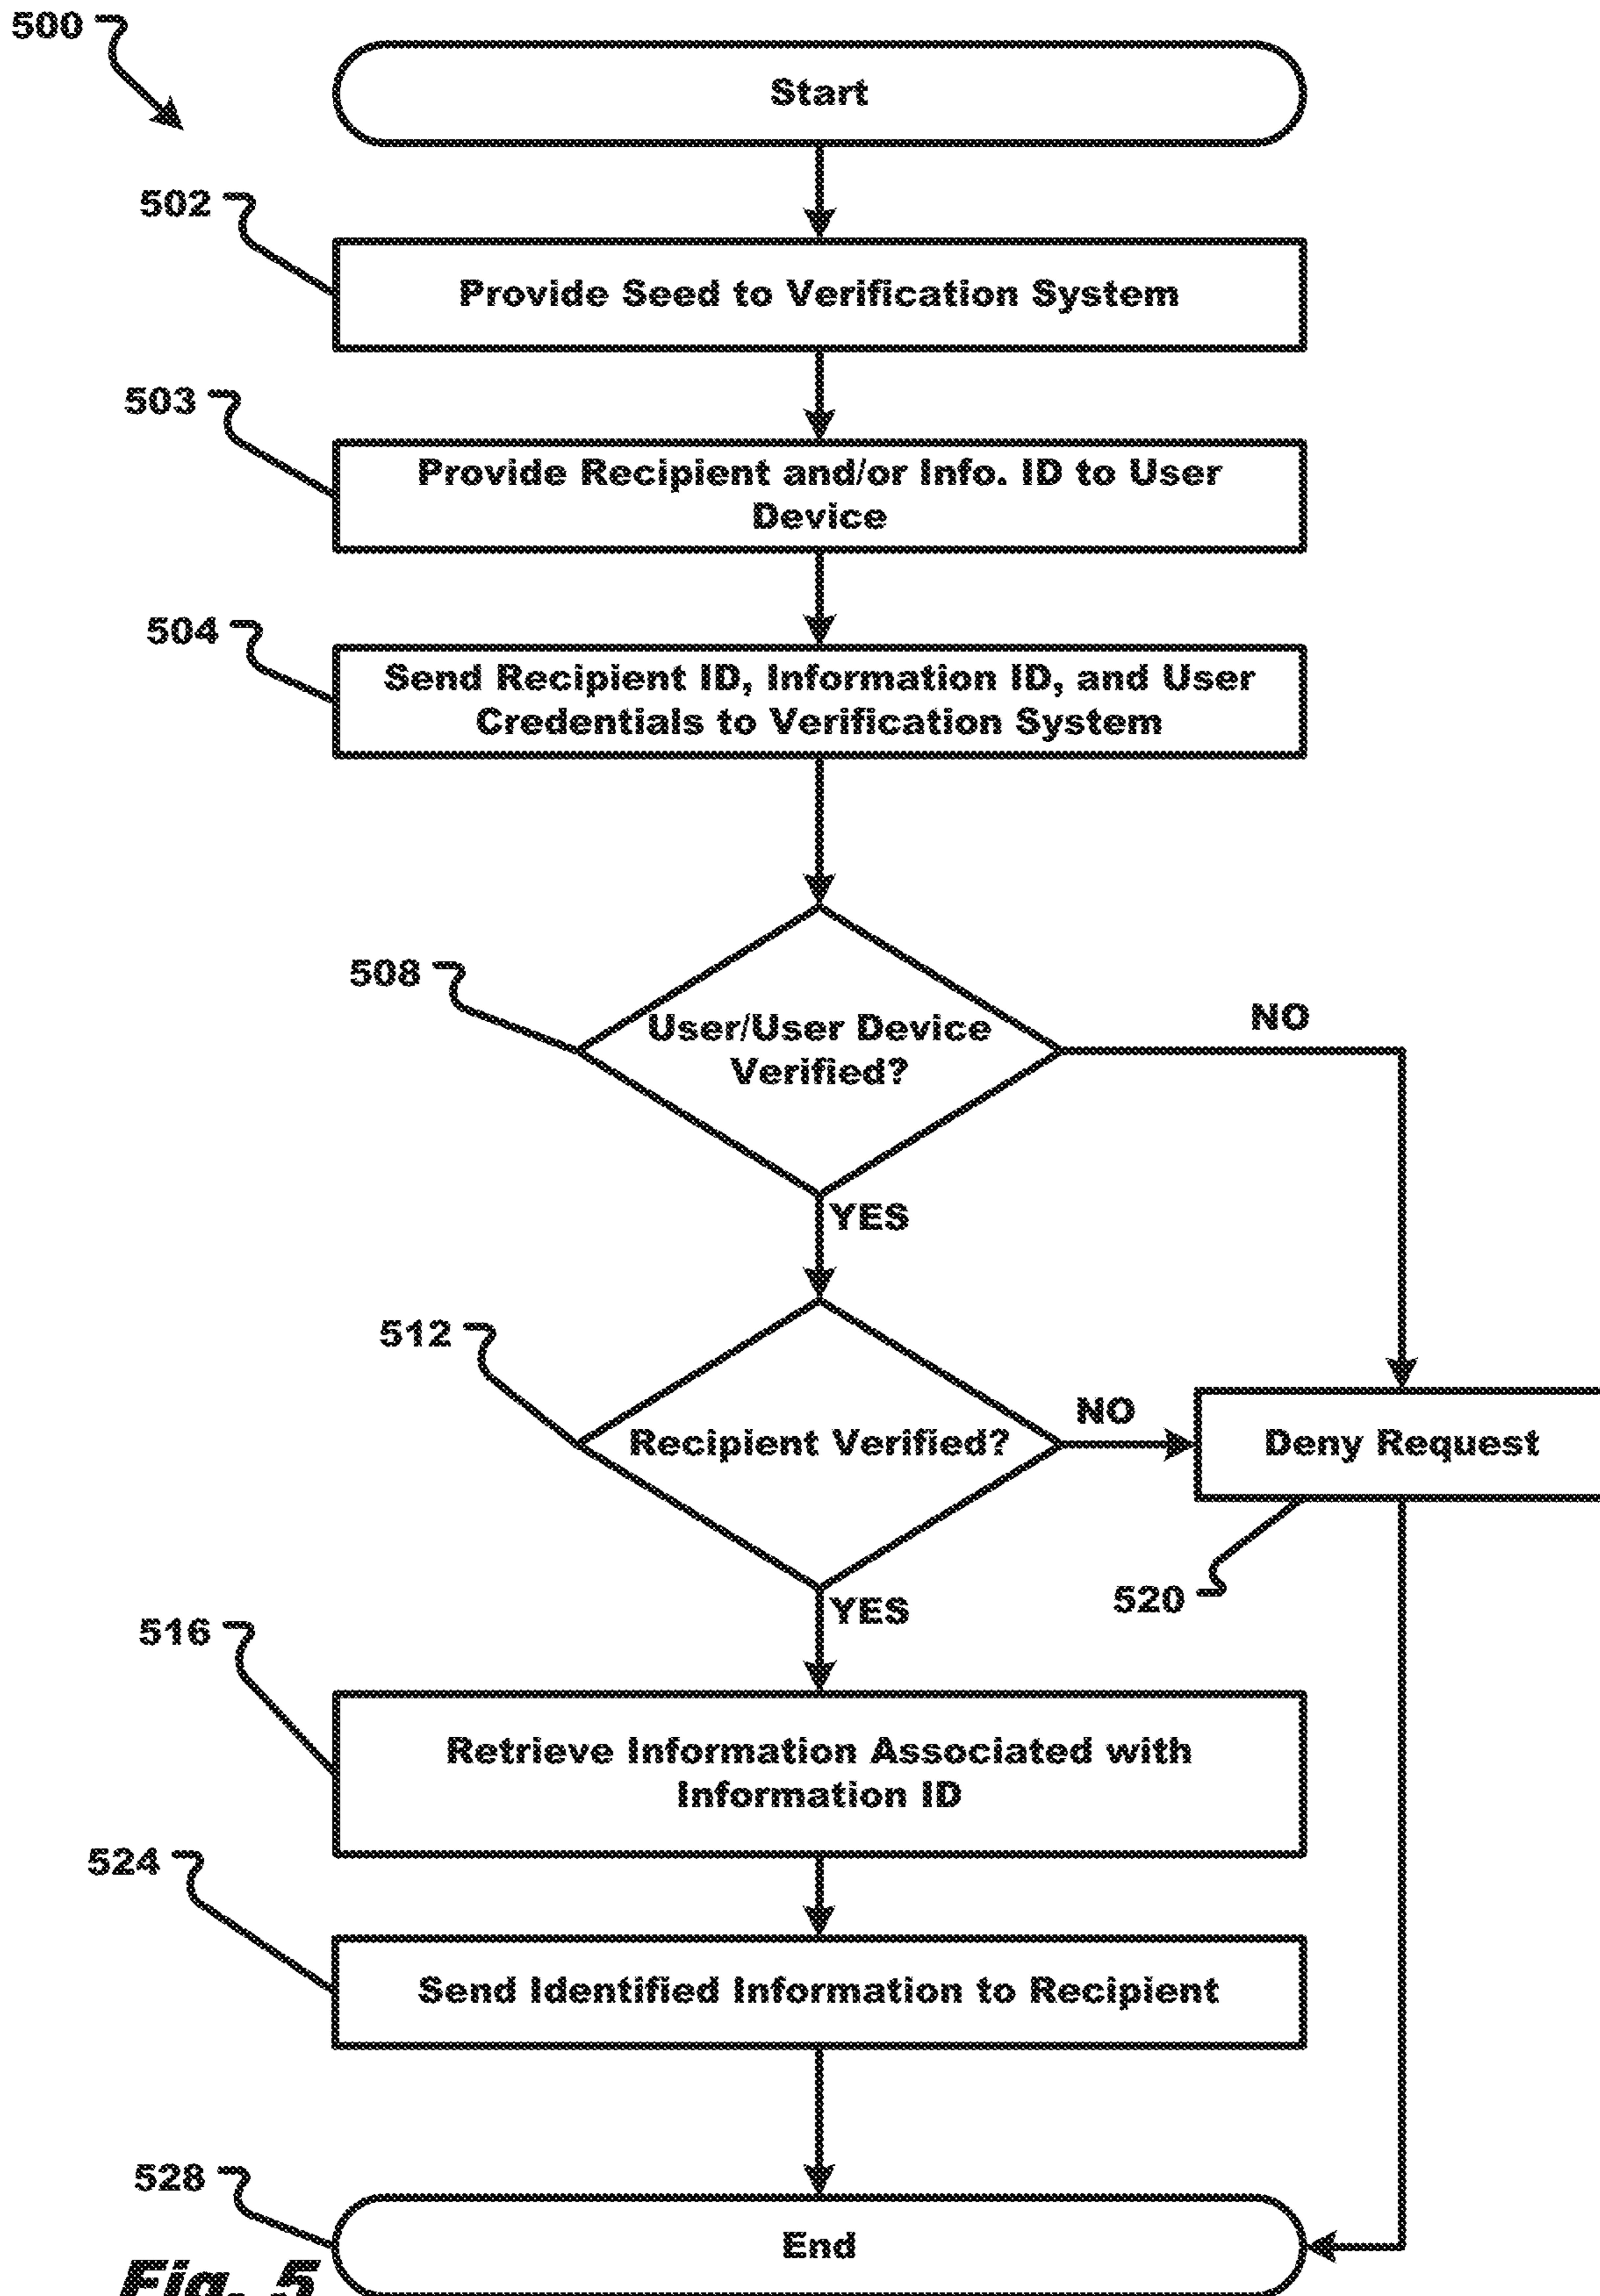 500
Start
502
Provide Seed to Verification System
503
Provide Recipient and/or Info. ID to User
Device
504
Send Recipient ID, Information ID, and User
Credentials to Verification System
508
User/User Device
Verified?
NO
YES
512
Recipient Verified?
NO
Deny Request
520
YES
516
Retrieve Information Associated with
Information ID
524
Send Identified Information to Recipient
528
End
Fig. 5